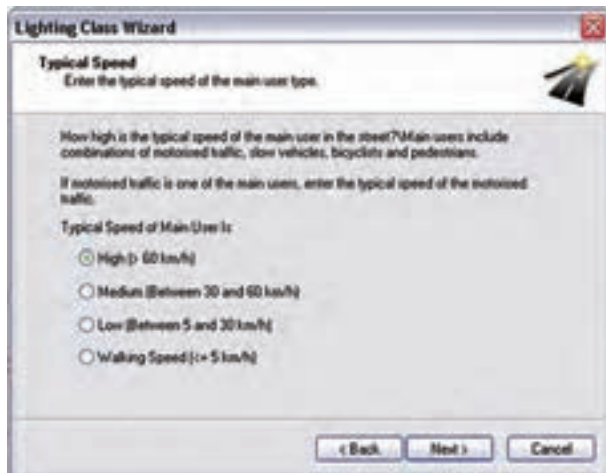 Lighting Class Wizard
Typical Speed
Enter the typical speed of the main user type.
How high is the typical speed of the main user in the street?\Main users include
combinations of motorised traffic, slow vehicles, bicyclists and pedestrians.
If motorised traffic is one of the main users, enter the typical speed of the motorised
traffic.
Typical Speed of Main User Is
High (> 60 km/h)
Medium (Between 30 and 60 km/h)
Low (Between 5 and 30 km/h)
Walking Speed (<= 5 km/h)
< Back Next > Cancel